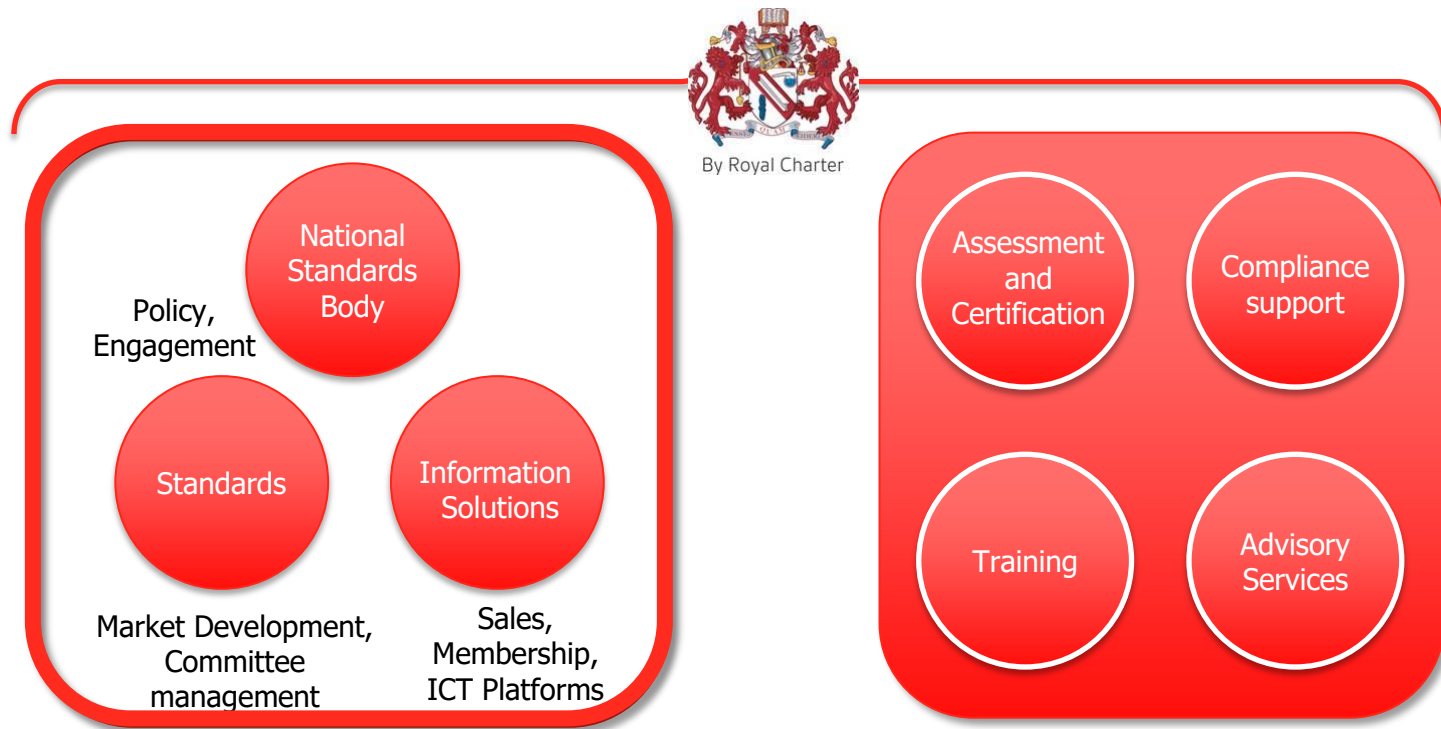 By Royal Charter
National
Standards
Body
Policy,
Engagement
Standards
Information
Solutions
Market Development,
Committee
management
Sales,
Membership,
ICT Platforms
Assessment
and
Certification
Compliance
support
Training
Advisory
Services